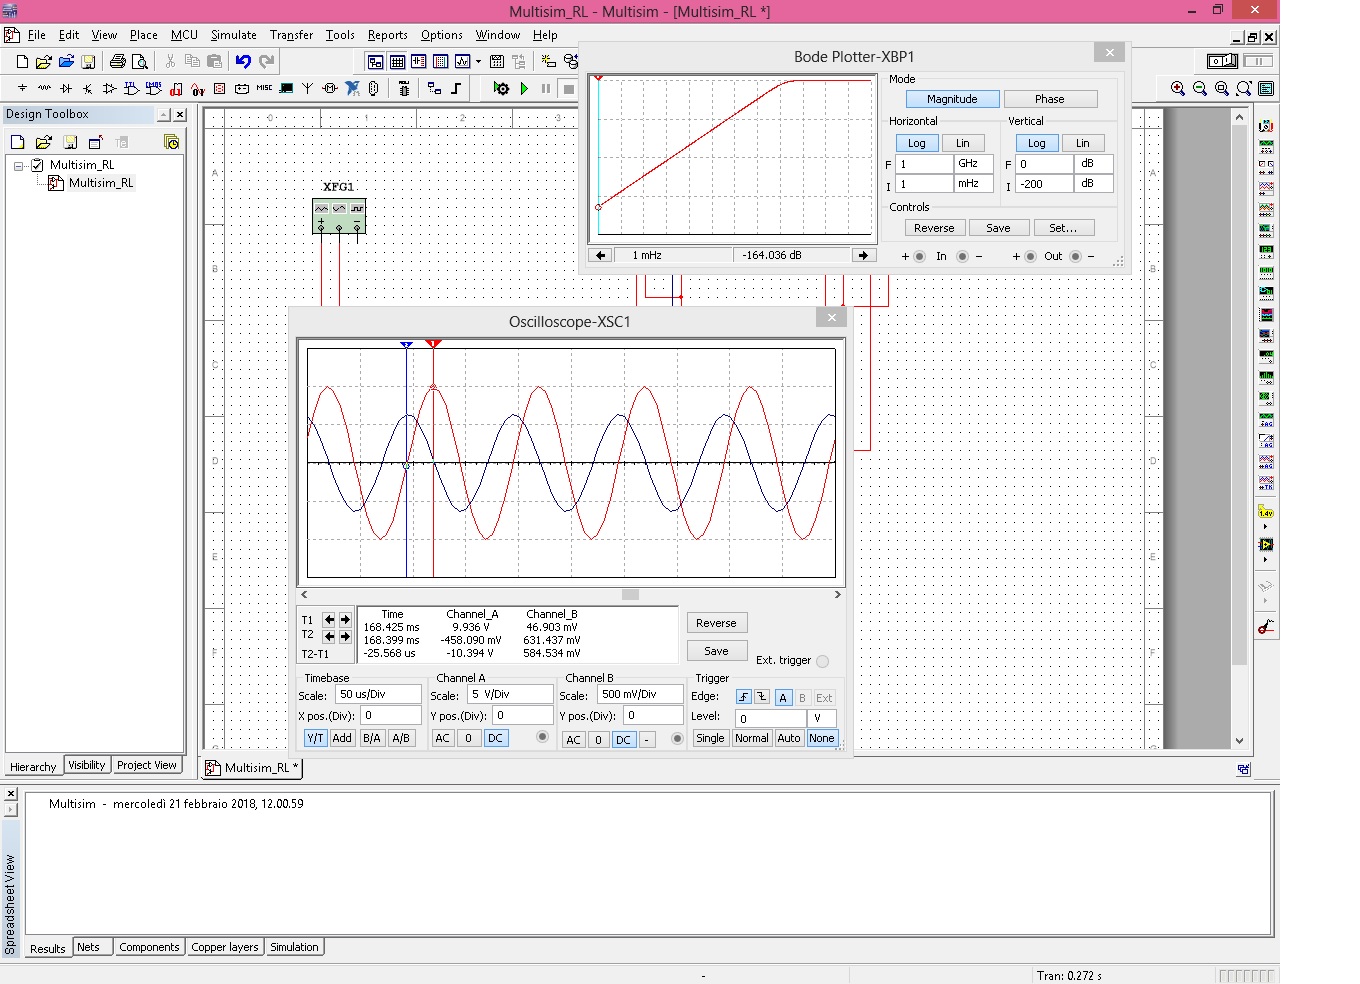 Multisim_RL - Multisim - [Multisim_RL *]
File Edit View Place MCU Simulate Transfer Tools Reports Options Window Help
Design Toolbox
Multisim_RL
Multisim_RL
Hierarchy Visibility Project View
0 1 2 3
A
B
C
D
E
F
G
XFG1
+ -
A
B
C
D
E
F
Bode Plotter-XBP1
Mode
Magnitude Phase
Horizontal Vertical
Log Lin Log Lin
F 1 GHz F 0 dB
I 1 mHz I -200 dB
Controls
Reverse Save Set...
1 mHz -164.036 dB
+ In - + Out -
Oscilloscope-XSC1
Time Channel_A Channel_B
T1 168.425 ms 9.936 V 46.903 mV
T2 168.399 ms -458.090 mV 631.437 mV
T2-T1 -25.568 us -10.394 V 584.534 mV
Reverse
Save
Ext. trigger
Timebase Channel A Channel B Trigger
Scale: 50 us/Div Scale: 5 V/Div Scale: 500 mV/Div Edge: A B Ext
X pos.(Div): 0 Y pos.(Div): 0 Y pos.(Div): 0 Level: 0 V
Y/T Add B/A A/B AC 0 DC AC 0 DC - Single Normal Auto None
Multisim_RL *
Multisim - mercoledì 21 febbraio 2018, 12.00.59
Spreadsheet View
Results Nets Components Copper layers Simulation
- Tran: 0.272 s